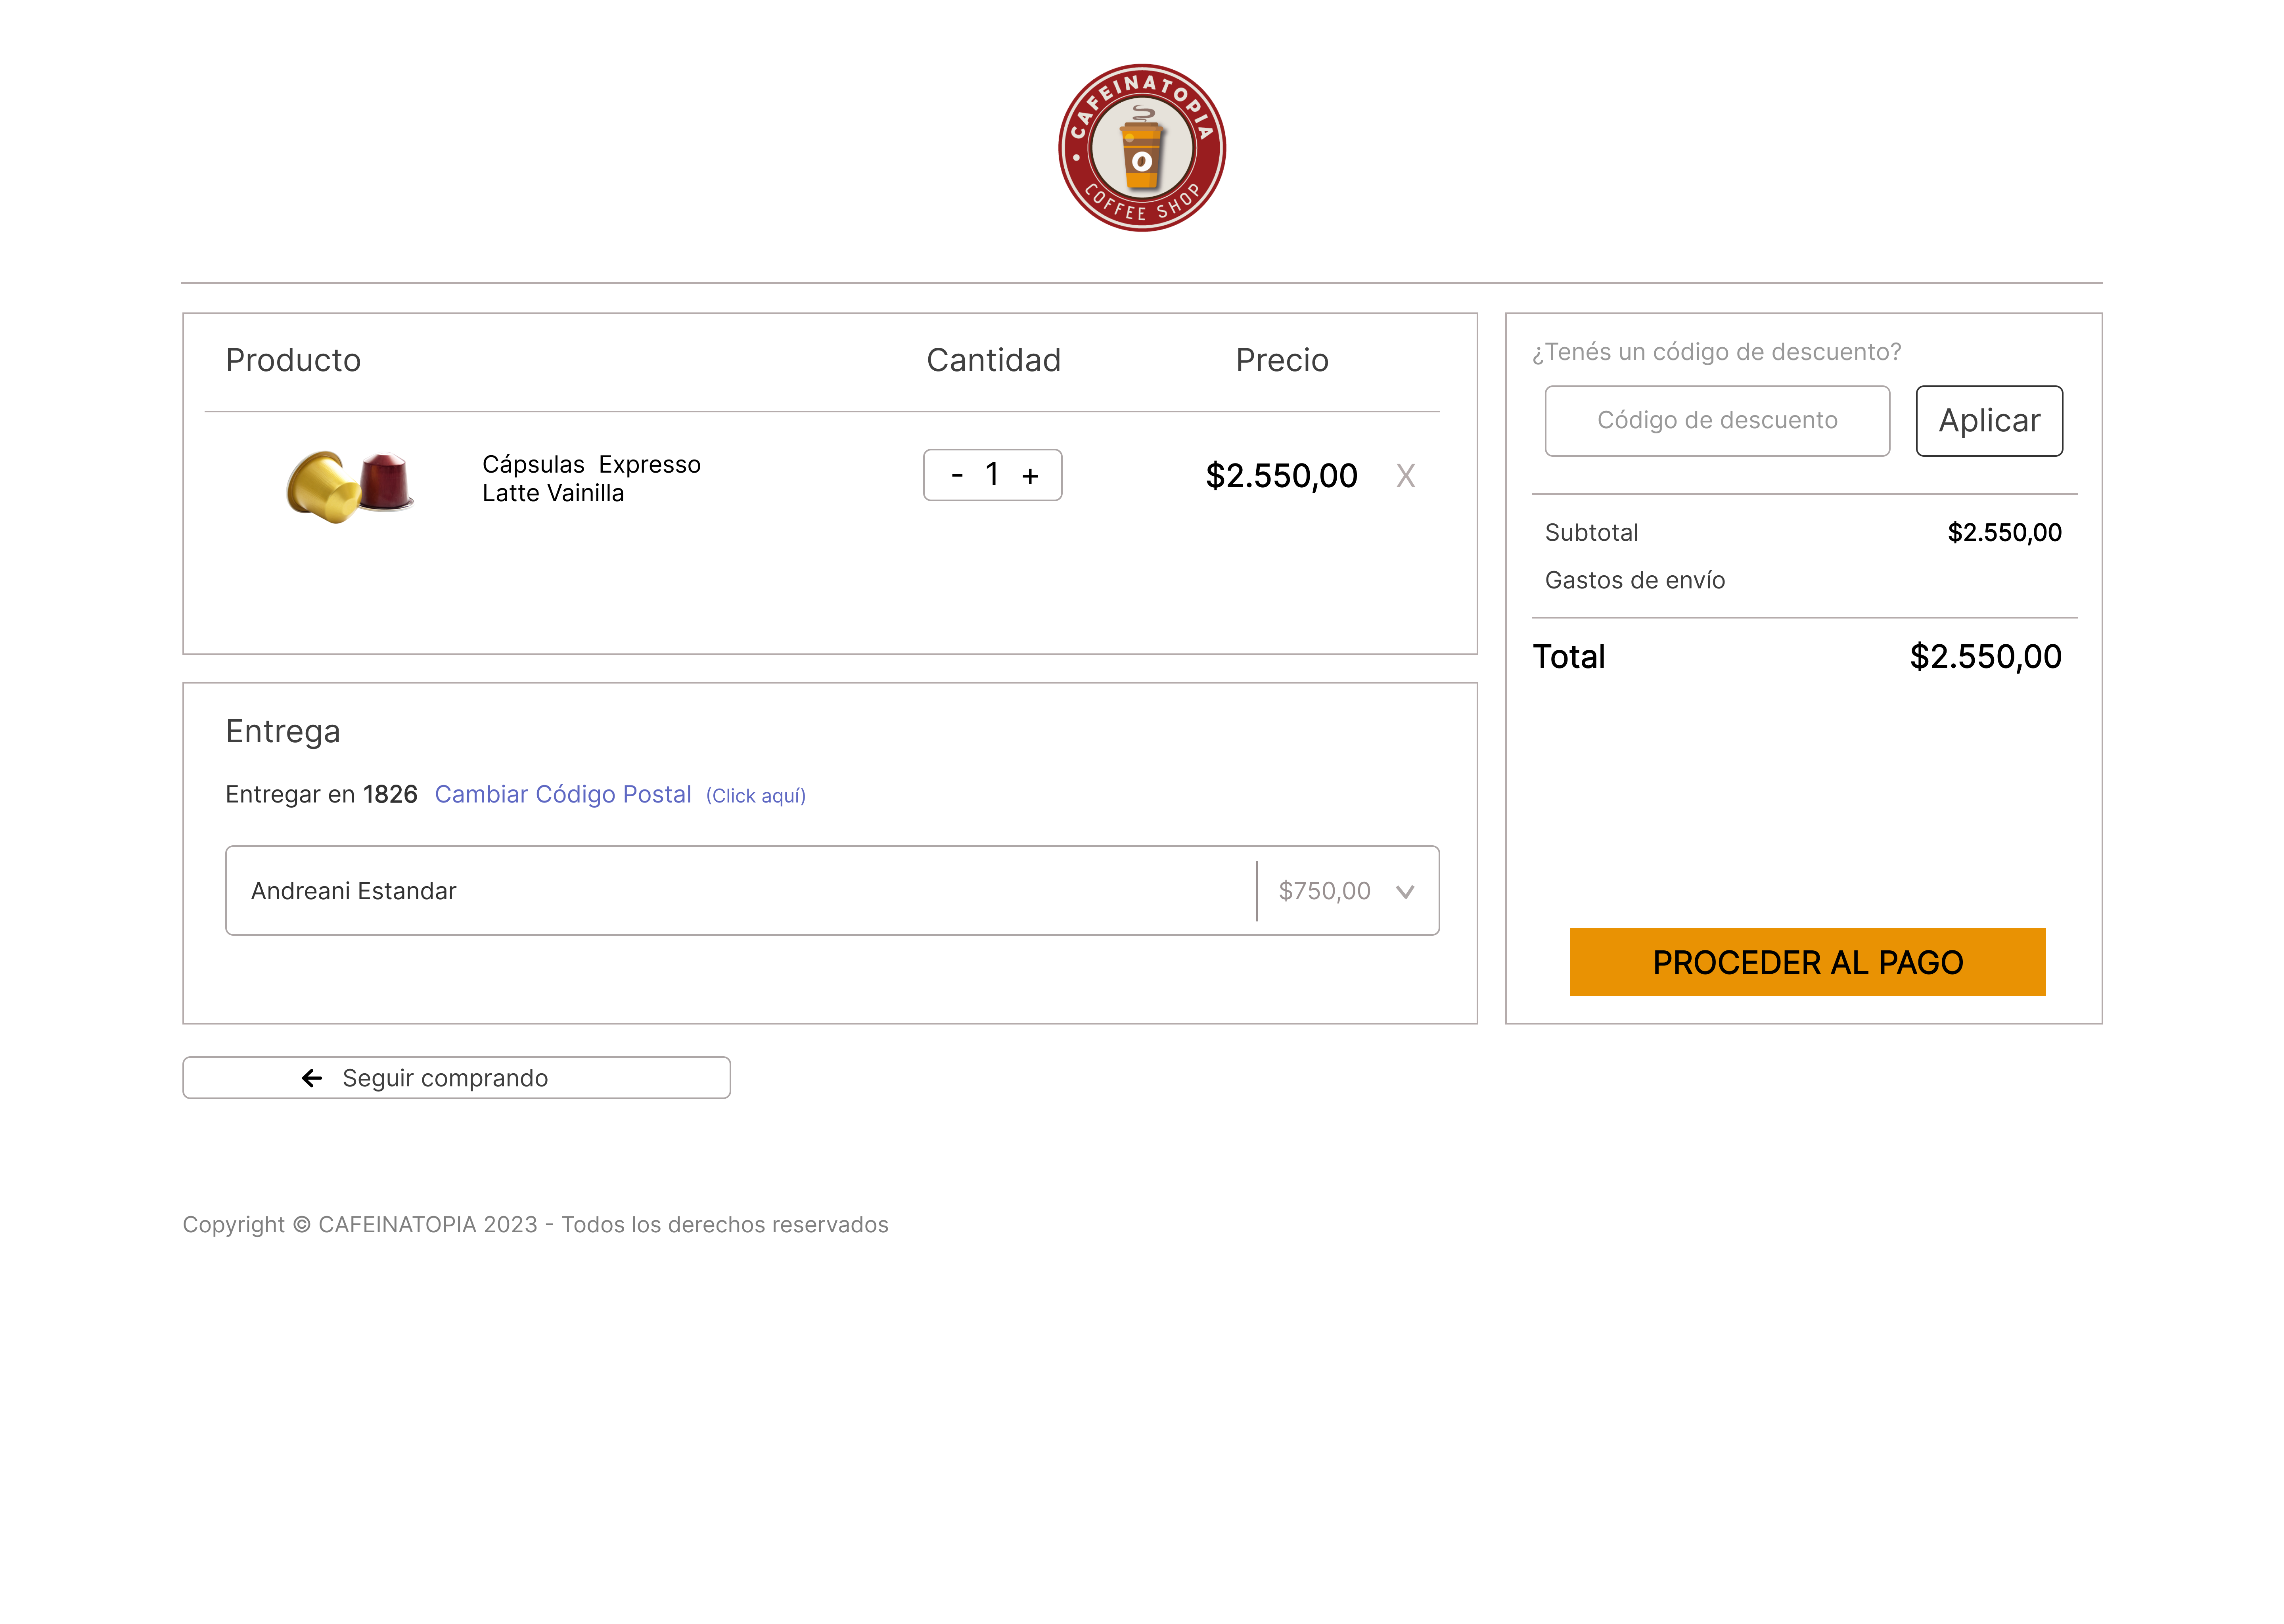 CAFEINATOPIA
COFFEE SHOP
Producto Cantidad Precio
Cápsulas Expresso
Latte Vainilla
- 1 + $2.550,00 X
Entrega
Entregar en 1826 Cambiar Código Postal (Click aquí)
Andreani Estandar $750,00
¿Tenés un código de descuento?
Código de descuento Aplicar
Subtotal $2.550,00
Gastos de envío
Total $2.550,00
PROCEDER AL PAGO
Seguir comprando
Copyright © CAFEINATOPIA 2023 - Todos los derechos reservados